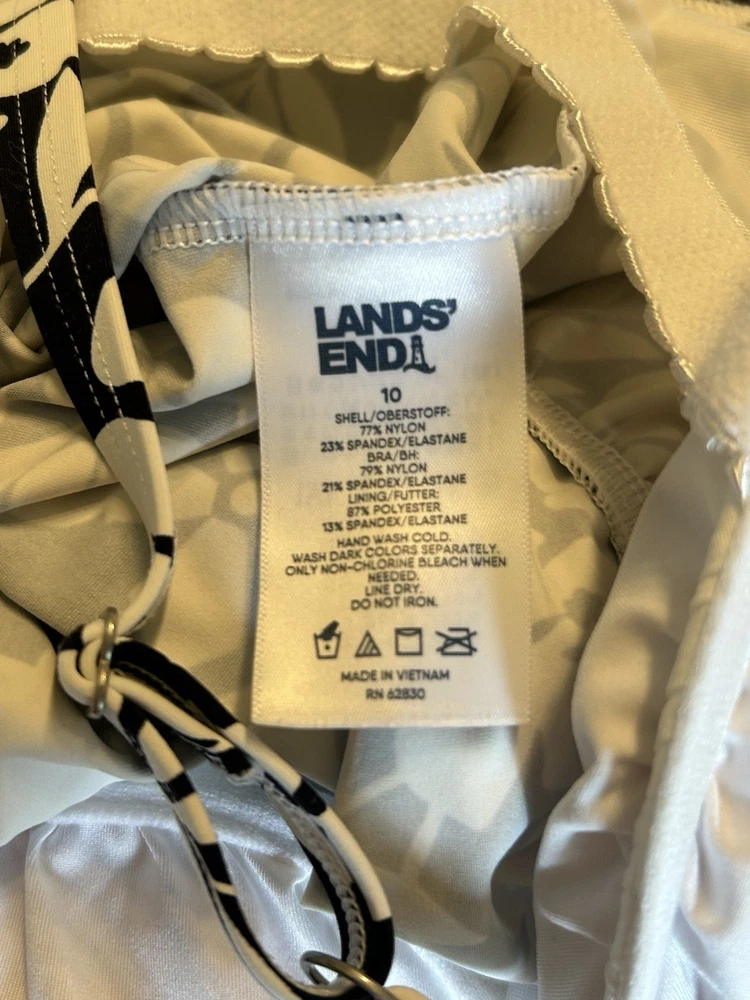 LANDS'
END
10
SHELL/OBERSTOFF:
77% NYLON
23% SPANDEX/ELASTANE
BRA/BH:
79% NYLON
21% SPANDEX/ELASTANE
LINING/FUTTER:
87% POLYESTER
13% SPANDEX/ELASTANE
HAND WASH COLD.
WASH DARK COLORS SEPARATELY.
ONLY NON-CHLORINE BLEACH WHEN
NEEDED.
LINE DRY.
DO NOT IRON.
MADE IN VIETNAM
RN 62830